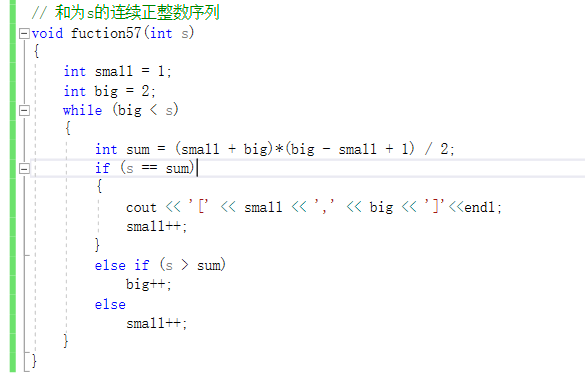 // 和为s的连续正整数序列
void fuction57(int s)
{
int small = 1;
int big = 2;
while (big < s)
{
int sum = (small + big)*(big - small + 1) / 2;
if (s == sum)
{
cout << '[' << small << ',' << big << ']'<<endl;
small++;
}
else if (s > sum)
big++;
else
small++;
}
}